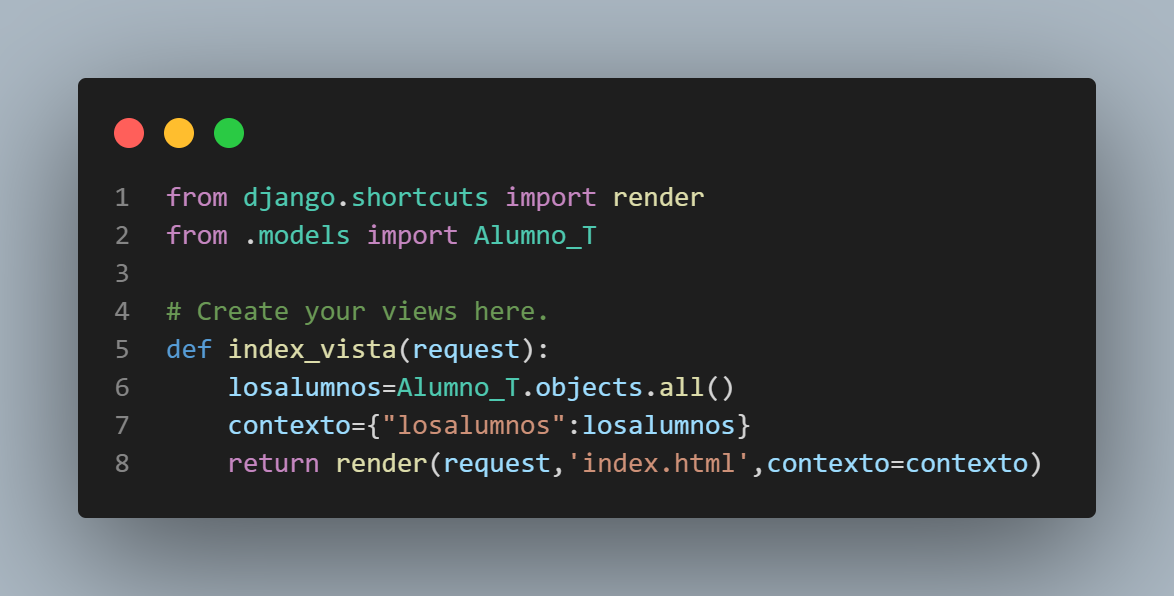 1 from django.shortcuts import render
2 from .models import Alumno_T
3
4 # Create your views here.
5 def index_vista(request):
6     losalumnos=Alumno_T.objects.all()
7     contexto={"losalumnos":losalumnos}
8     return render(request,'index.html',contexto=contexto)